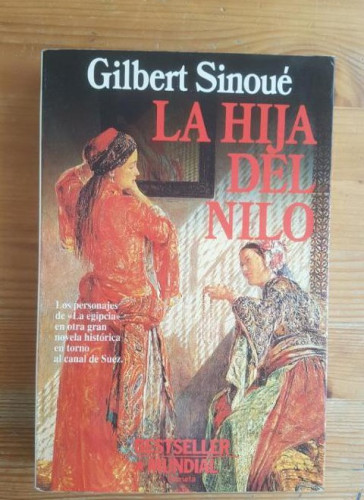 Gilbert Sinoué
LA HIJA
DEL
NILO
Los personajes
de «La egipcia»
en otra gran
novela histórica
en torno
al canal de Suez.
BESTSELLER
MUNDIAL
Planeta